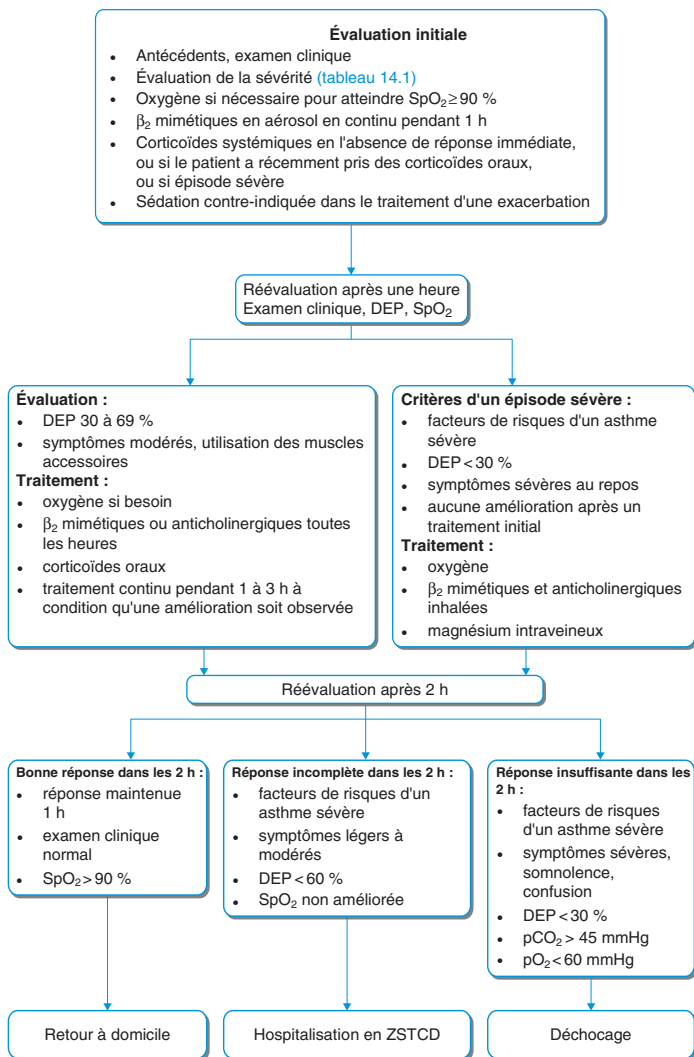 Évaluation initiale
• Antécédents, examen clinique
• Évaluation de la sévérité (tableau 14.1)
• Oxygène si nécessaire pour atteindre SpO₂ ≥ 90 %
• β₂ mimétiques en aérosol en continu pendant 1 h
• Corticoïdes systémiques en l'absence de réponse immédiate,
ou si le patient a récemment pris des corticoïdes oraux,
ou si épisode sévère
• Sédation contre-indiquée dans le traitement d'une exacerbation
Réévaluation après une heure
Examen clinique, DEP, SpO₂
Évaluation :
• DEP 30 à 69 %
• symptômes modérés, utilisation des muscles
accessoires
Traitement :
• oxygène si besoin
• β₂ mimétiques ou anticholinergiques toutes
les heures
• corticoïdes oraux
• traitement continu pendant 1 à 3 h à
condition qu'une amélioration soit observée
Critères d'un épisode sévère :
• facteurs de risques d'un asthme
sévère
• DEP < 30 %
• symptômes sévères au repos
• aucune amélioration après un
traitement initial
Traitement :
• oxygène
• β₂ mimétiques et anticholinergiques
inhalées
• magnésium intraveineux
Réévaluation après 2 h
Bonne réponse dans les 2 h :
• réponse maintenue
1 h
• examen clinique
normal
• SpO₂ > 90 %
Réponse incomplète dans les 2 h :
• facteurs de risques d'un
asthme sévère
• symptômes légers à
modérés
• DEP < 60 %
• SpO₂ non améliorée
Réponse insuffisante dans les
2 h :
• facteurs de risques
d'un asthme sévère
• symptômes sévères,
somnolence,
confusion
• DEP < 30 %
• pCO₂ > 45 mmHg
• pO₂ < 60 mmHg
Retour à domicile
Hospitalisation en ZSTCD
Déchocage